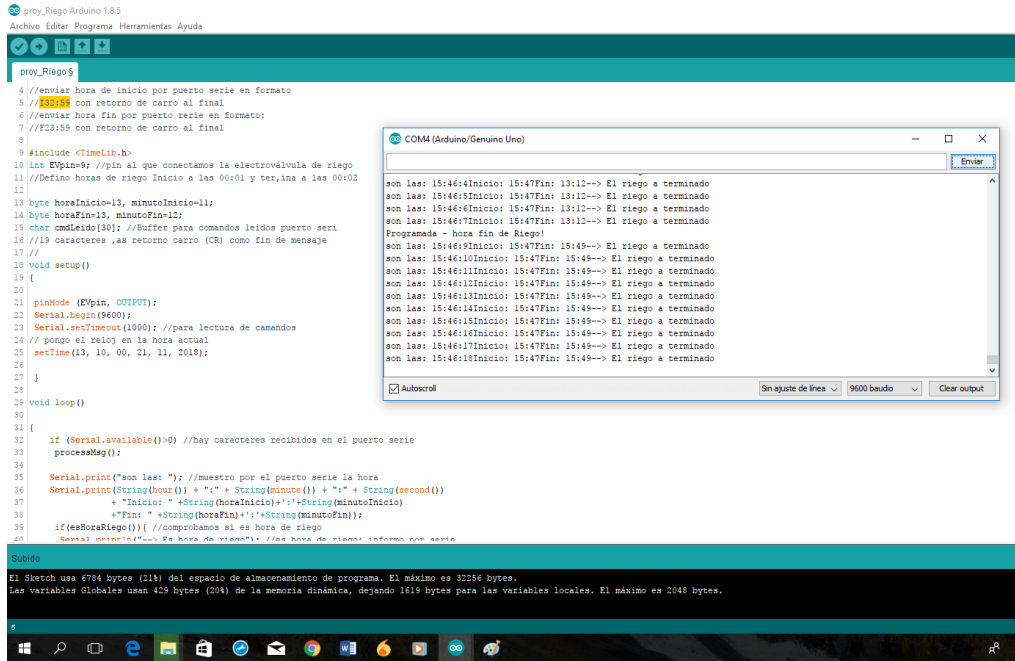 proy_Riego Arduino 1.8.5
Archivo Editar Programa Herramientas Ayuda
proy_Riego §
4 //enviar hora de inicio por puerto serie en formato
5 //I32:59 con retorno de carro al final
6 //enviar hora fin por puerto rerie en formato:
7 //F23:59 con retorno de carro al final
8
9 #include <TimeLib.h>
10 int EVpin=9; //pin al que conectamos la electroválvula de riego
11 //Defino horas de riego Inicio a las 00:01 y ter,ina a las 00:02
12
13 byte horaInicio=13, minutoInicio=11;
14 byte horaFin=13, minutoFin=12;
15 char cmdLeido[30]; //Buffer para comandos leidos puerto seri
16 //19 caracteres ,as retorno carro (CR) como fin de mensaje
17 //
18 void setup()
19 {
20
21 pinMode (EVpin, OUTPUT);
22 Serial.begin(9600);
23 Serial.setTimeout(1000); //para lectura de camandos
24 // pongo el reloj en la hora actual
25 setTime(13, 10, 00, 21, 11, 2018);
26
27 }
28
29 void loop()
30
31 {
32 if (Serial.available()>0) //hay caracteres recibidos en el puerto serie
33 processMsg();
34
35 Serial.print("son las: "); //muestro por el puerto serie la hora
36 Serial.print(String(hour()) + ":" + String(minute()) + ":" + String(second())
37 + "Inicio: " +String(horaInicio)+':'+String(minutoInicio)
38 +"Fin: " +String(horaFin)+':'+String(minutoFin));
39 if(esHoraRiego()){ //comprobamos si es hora de riego
40 Serial.println("--> Es hora de riego"); //es hora de riego: informo por serie
COM4 (Arduino/Genuino Uno)
Enviar
son las: 15:46:4Inicio: 15:47Fin: 13:12--> El riego a terminado
son las: 15:46:5Inicio: 15:47Fin: 13:12--> El riego a terminado
son las: 15:46:6Inicio: 15:47Fin: 13:12--> El riego a terminado
son las: 15:46:7Inicio: 15:47Fin: 13:12--> El riego a terminado
Programada - hora fin de Riego!
son las: 15:46:9Inicio: 15:47Fin: 15:49--> El riego a terminado
son las: 15:46:10Inicio: 15:47Fin: 15:49--> El riego a terminado
son las: 15:46:11Inicio: 15:47Fin: 15:49--> El riego a terminado
son las: 15:46:12Inicio: 15:47Fin: 15:49--> El riego a terminado
son las: 15:46:13Inicio: 15:47Fin: 15:49--> El riego a terminado
son las: 15:46:14Inicio: 15:47Fin: 15:49--> El riego a terminado
son las: 15:46:15Inicio: 15:47Fin: 15:49--> El riego a terminado
son las: 15:46:16Inicio: 15:47Fin: 15:49--> El riego a terminado
son las: 15:46:17Inicio: 15:47Fin: 15:49--> El riego a terminado
son las: 15:46:18Inicio: 15:47Fin: 15:49--> El riego a terminado
Autoscroll
Sin ajuste de línea
9600 baudio
Clear output
Subido
El Sketch usa 6784 bytes (21%) del espacio de almacenamiento de programa. El máximo es 32256 bytes.
Las variables Globales usan 429 bytes (20%) de la memoria dinámica, dejando 1619 bytes para las variables locales. El máximo es 2048 bytes.
5